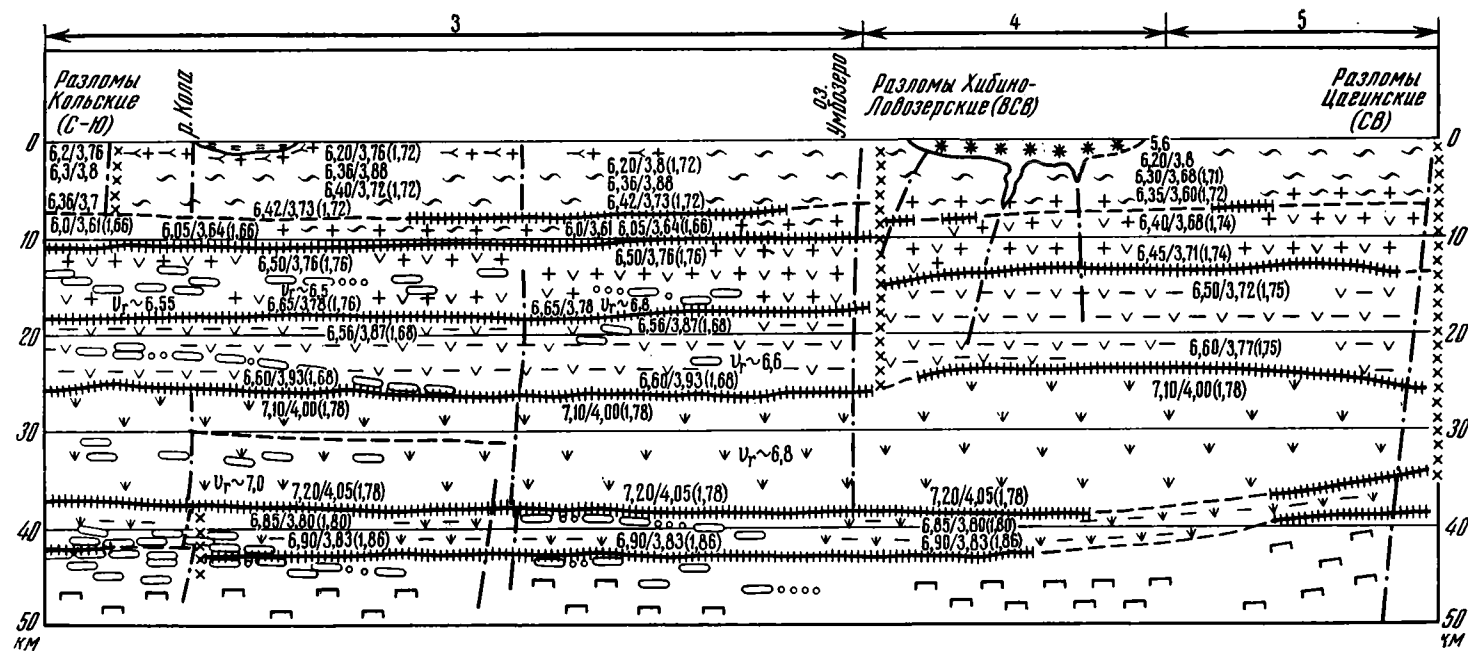 3
4
5
Разломы
Кольские
(С-Ю)
р. Кола
оз.
Умбозеро
Разломы Хибино-
Ловозерские (ВСВ)
Разломы
Цагинские
(СВ)
0
6,2/3,76
6,3/3,8
6,36/3,7
6,0/3,61(1,66)
6,20/3,76(1,72)
6,36/3,88
6,40/3,72(1,72)
6,42/3,73(1,72)
6,05/3,64(1,66)
6,20/3,8(1,72)
6,36/3,88
6,42/3,73(1,72)
6,0/3,61 6,05/3,64(1,66)
5,6
6,20/3,8
6,30/3,68(1,71)
6,35/3,60(1,72)
6,40/3,68(1,74)
0
10
6,50/3,76(1,76)
6,50/3,76(1,76)
6,45/3,71(1,74)
10
υr~6,55
υr~6,5
6,65/3,78(1,76)
6,65/3,78 υr~6,8
6,50/3,72(1,75)
20
6,56/3,87(1,68)
6,56/3,87(1,68)
20
υr~6,6
6,60/3,77(1,75)
6,60/3,93(1,68)
6,60/3,93(1,68)
7,10/4,00(1,78)
7,10/4,00(1,78)
7,10/4,00(1,78)
30
30
υr~6,8
υr~7,0
7,20/4,05(1,78)
7,20/4,05(1,78)
7,20/4,05(1,78)
40
6,85/3,80(1,80)
6,85/3,80(1,80)
40
6,90/3,83(1,86)
6,90/3,83(1,86)
6,90/3,83(1,86)
50
км
50
км